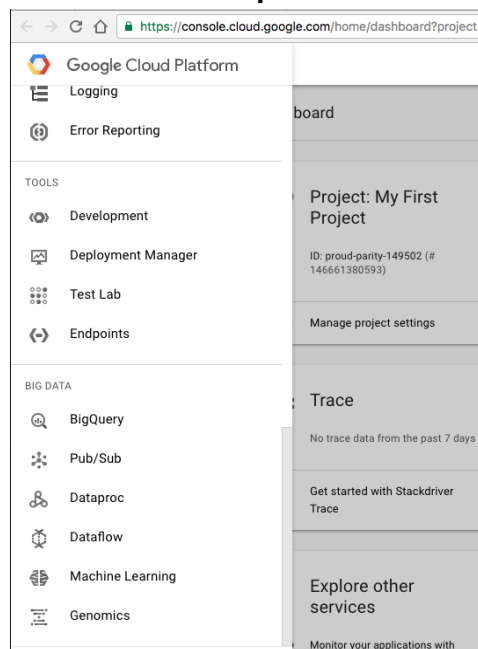 https://console.cloud.google.com/home/dashboard?project
Google Cloud Platform
Logging
Error Reporting
TOOLS
Development
Deployment Manager
Test Lab
Endpoints
BIG DATA
BigQuery
Pub/Sub
Dataproc
Dataflow
Machine Learning
Genomics
board
Project: My First
Project
ID: proud-parity-149502 (#
146661380593)
Manage project settings
Trace
No trace data from the past 7 days
Get started with Stackdriver
Trace
Explore other
services
Monitor your applications with